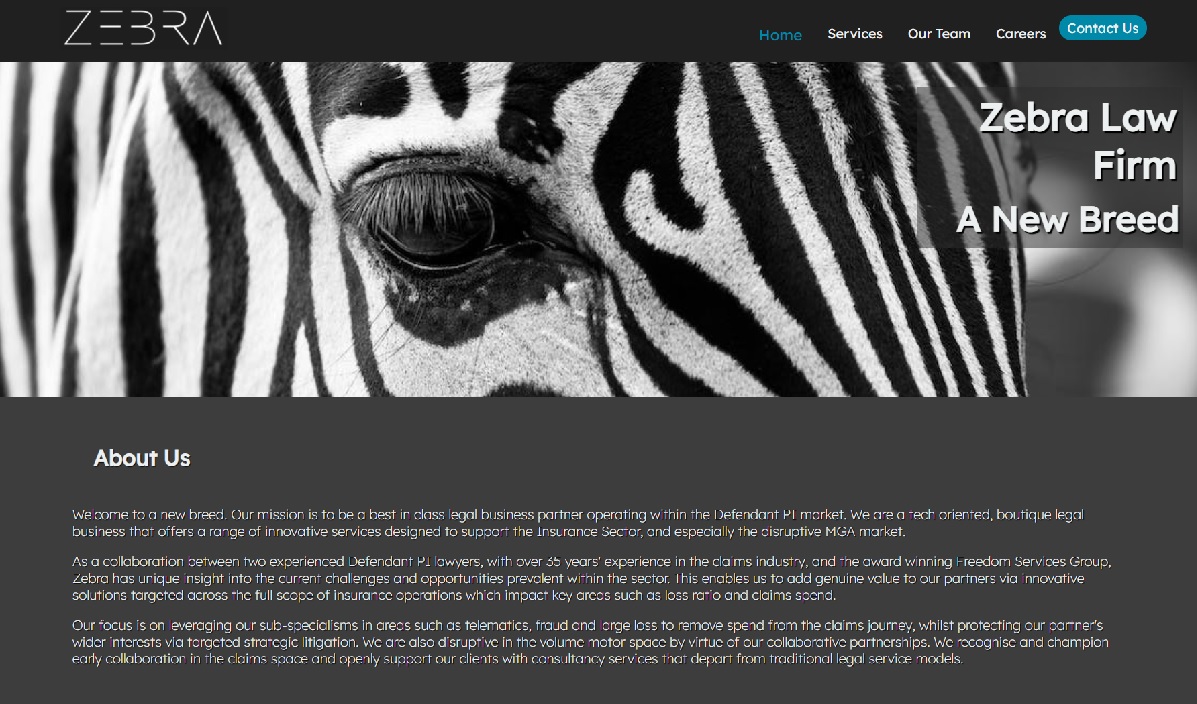 ZEBRA
Home Services Our Team Careers Contact Us
Zebra Law
Firm
A New Breed
About Us
Welcome to a new breed. Our mission is to be a best in class legal business partner operating within the Defendant PI market. We are a tech oriented, boutique legal
business that offers a range of innovative services designed to support the Insurance Sector, and especially the disruptive MGA market.
As a collaboration between two experienced Defendant PI lawyers, with over 35 years' experience in the claims industry, and the award winning Freedom Services Group,
Zebra has unique insight into the current challenges and opportunities prevalent within the sector. This enables us to add genuine value to our partners via innovative
solutions targeted across the full scope of insurance operations which impact key areas such as loss ratio and claims spend.
Our focus is on leveraging our sub-specialisms in areas such as telematics, fraud and large loss to remove spend from the claims journey, whilst protecting our partner's
wider interests via targeted strategic litigation. We are also disruptive in the volume motor space by virtue of our collaborative partnerships. We recognise and champion
early collaboration in the claims space and openly support our clients with consultancy services that depart from traditional legal service models.